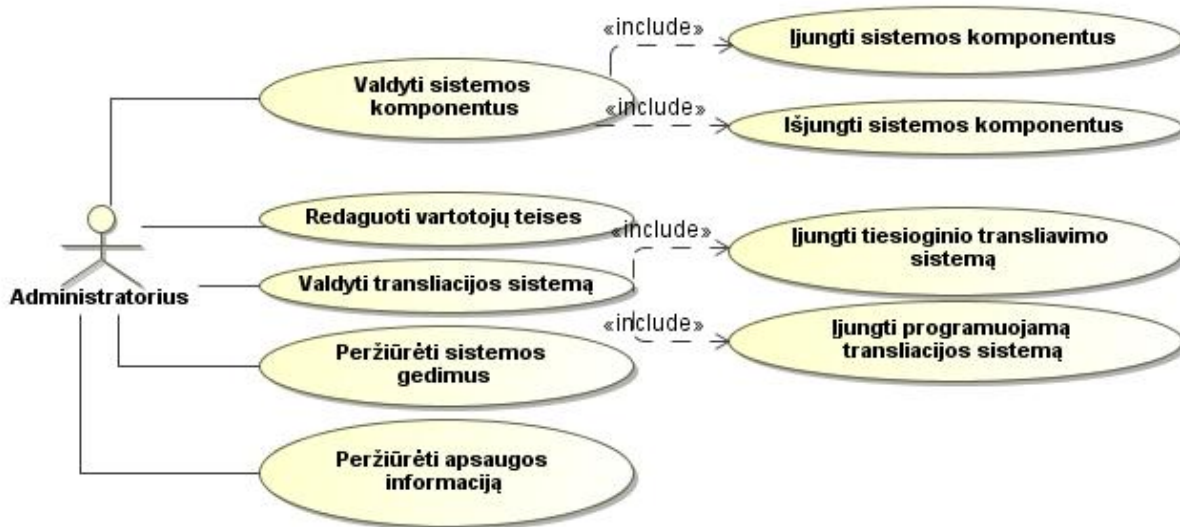 «include»
Įjungti sistemos komponentus
Valdyti sistemos
komponentus
«include»
Išjungti sistemos komponentus
Redaguoti vartotojų teises
«include»
Įjungti tiesioginio transliavimo
sistemą
Valdyti transliacijos sistemą
Administratorius
«include»
Įjungti programuojamą
transliacijos sistemą
Peržiūrėti sistemos
gedimus
Peržiūrėti apsaugos
informaciją